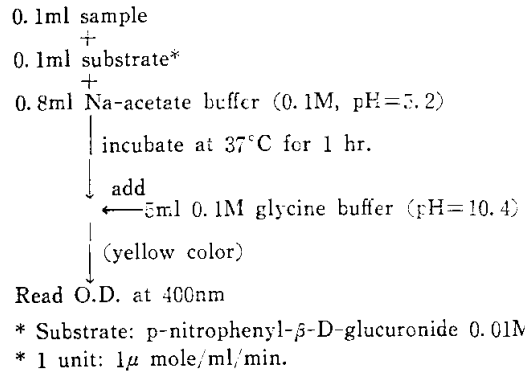 0.1ml sample
+
0.1ml substrate*
+
0.8ml Na-acetate buffer (0.1M, pH=5.2)
incubate at 37°C for 1 hr.
add
5ml 0.1M glycine buffer (pH=10.4)
(yellow color)
Read O.D. at 400nm
* Substrate: p-nitrophenyl-β-D-glucuronide 0.01M
* 1 unit: 1μ mole/ml/min.